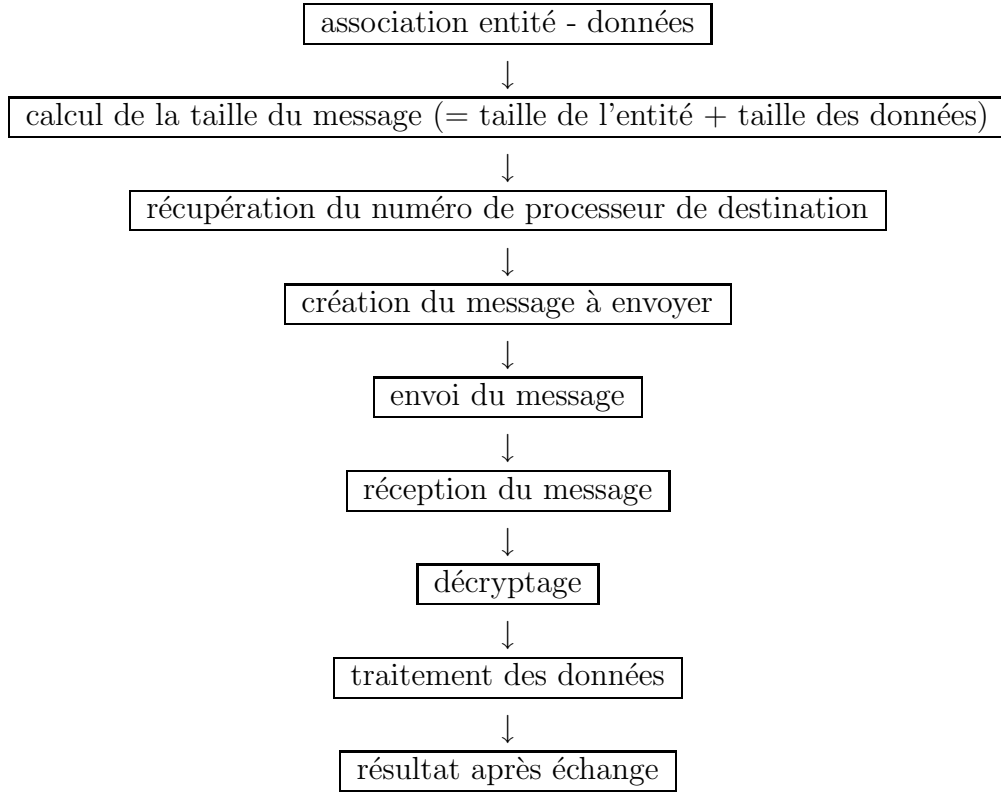 association entité - données
↓
calcul de la taille du message (= taille de l'entité + taille des données)
↓
récupération du numéro de processeur de destination
↓
création du message à envoyer
↓
envoi du message
↓
réception du message
↓
décryptage
↓
traitement des données
↓
résultat après échange